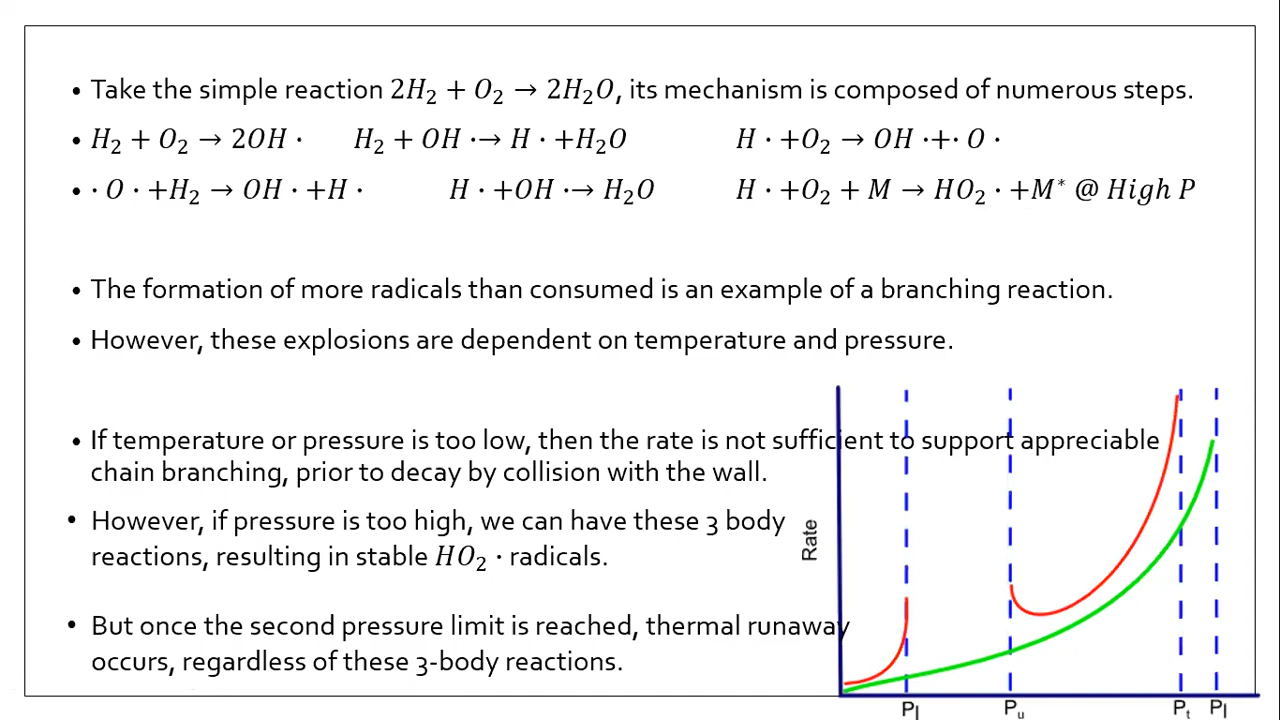 • Take the simple reaction 2H₂ + O₂ → 2H₂O, its mechanism is composed of numerous steps.
• H₂ + O₂ → 2OH · H₂ + OH ·→ H · +H₂O H · +O₂ → OH ·+· O ·
• · O · +H₂ → OH · +H · H · +OH ·→ H₂O H · +O₂ + M → HO₂ · +M* @ High P
• The formation of more radicals than consumed is an example of a branching reaction.
• However, these explosions are dependent on temperature and pressure.
• If temperature or pressure is too low, then the rate is not sufficient to support appreciable
chain branching, prior to decay by collision with the wall.
• However, if pressure is too high, we can have these 3 body
reactions, resulting in stable HO₂ · radicals.
• But once the second pressure limit is reached, thermal runaway
occurs, regardless of these 3-body reactions.
Rate
Pl Pu Pt Pl